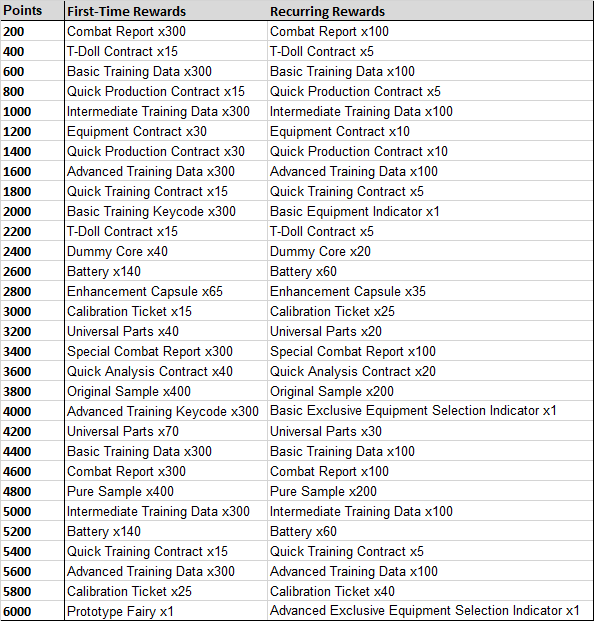 Points First-Time Rewards Recurring Rewards
200 Combat Report x300 Combat Report x100
400 T-Doll Contract x15 T-Doll Contract x5
600 Basic Training Data x300 Basic Training Data x100
800 Quick Production Contract x15 Quick Production Contract x5
1000 Intermediate Training Data x300 Intermediate Training Data x100
1200 Equipment Contract x30 Equipment Contract x10
1400 Quick Production Contract x30 Quick Production Contract x10
1600 Advanced Training Data x300 Advanced Training Data x100
1800 Quick Training Contract x15 Quick Training Contract x5
2000 Basic Training Keycode x300 Basic Equipment Indicator x1
2200 T-Doll Contract x15 T-Doll Contract x5
2400 Dummy Core x40 Dummy Core x20
2600 Battery x140 Battery x60
2800 Enhancement Capsule x65 Enhancement Capsule x35
3000 Calibration Ticket x15 Calibration Ticket x25
3200 Universal Parts x40 Universal Parts x20
3400 Special Combat Report x300 Special Combat Report x100
3600 Quick Analysis Contract x40 Quick Analysis Contract x20
3800 Original Sample x400 Original Sample x200
4000 Advanced Training Keycode x300 Basic Exclusive Equipment Selection Indicator x1
4200 Universal Parts x70 Universal Parts x30
4400 Basic Training Data x300 Basic Training Data x100
4600 Combat Report x300 Combat Report x100
4800 Pure Sample x400 Pure Sample x200
5000 Intermediate Training Data x300 Intermediate Training Data x100
5200 Battery x140 Battery x60
5400 Quick Training Contract x15 Quick Training Contract x5
5600 Advanced Training Data x300 Advanced Training Data x100
5800 Calibration Ticket x25 Calibration Ticket x40
6000 Prototype Fairy x1 Advanced Exclusive Equipment Selection Indicator x1